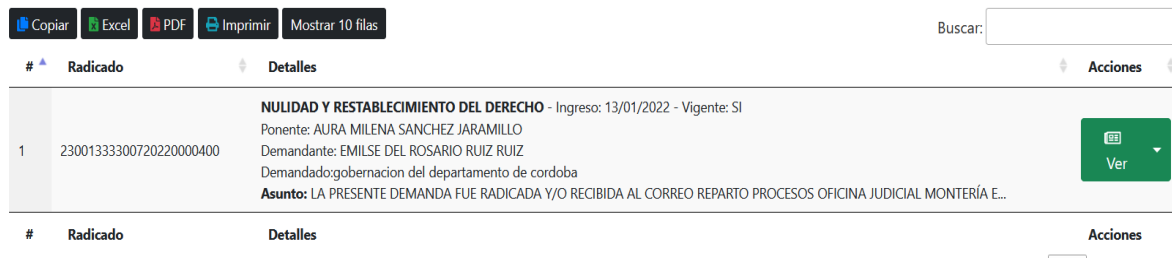 Copiar Excel PDF Imprimir Mostrar 10 filas Buscar:
# Radicado Detalles Acciones
NULIDAD Y RESTABLECIMIENTO DEL DERECHO - Ingreso: 13/01/2022 - Vigente: SI
Ponente: AURA MILENA SANCHEZ JARAMILLO
1 23001333300720220000400 Demandante: EMILSE DEL ROSARIO RUIZ RUIZ Ver
Demandado:gobernacion del departamento de cordoba
Asunto: LA PRESENTE DEMANDA FUE RADICADA Y/O RECIBIDA AL CORREO REPARTO PROCESOS OFICINA JUDICIAL MONTERÍA E...
# Radicado Detalles Acciones